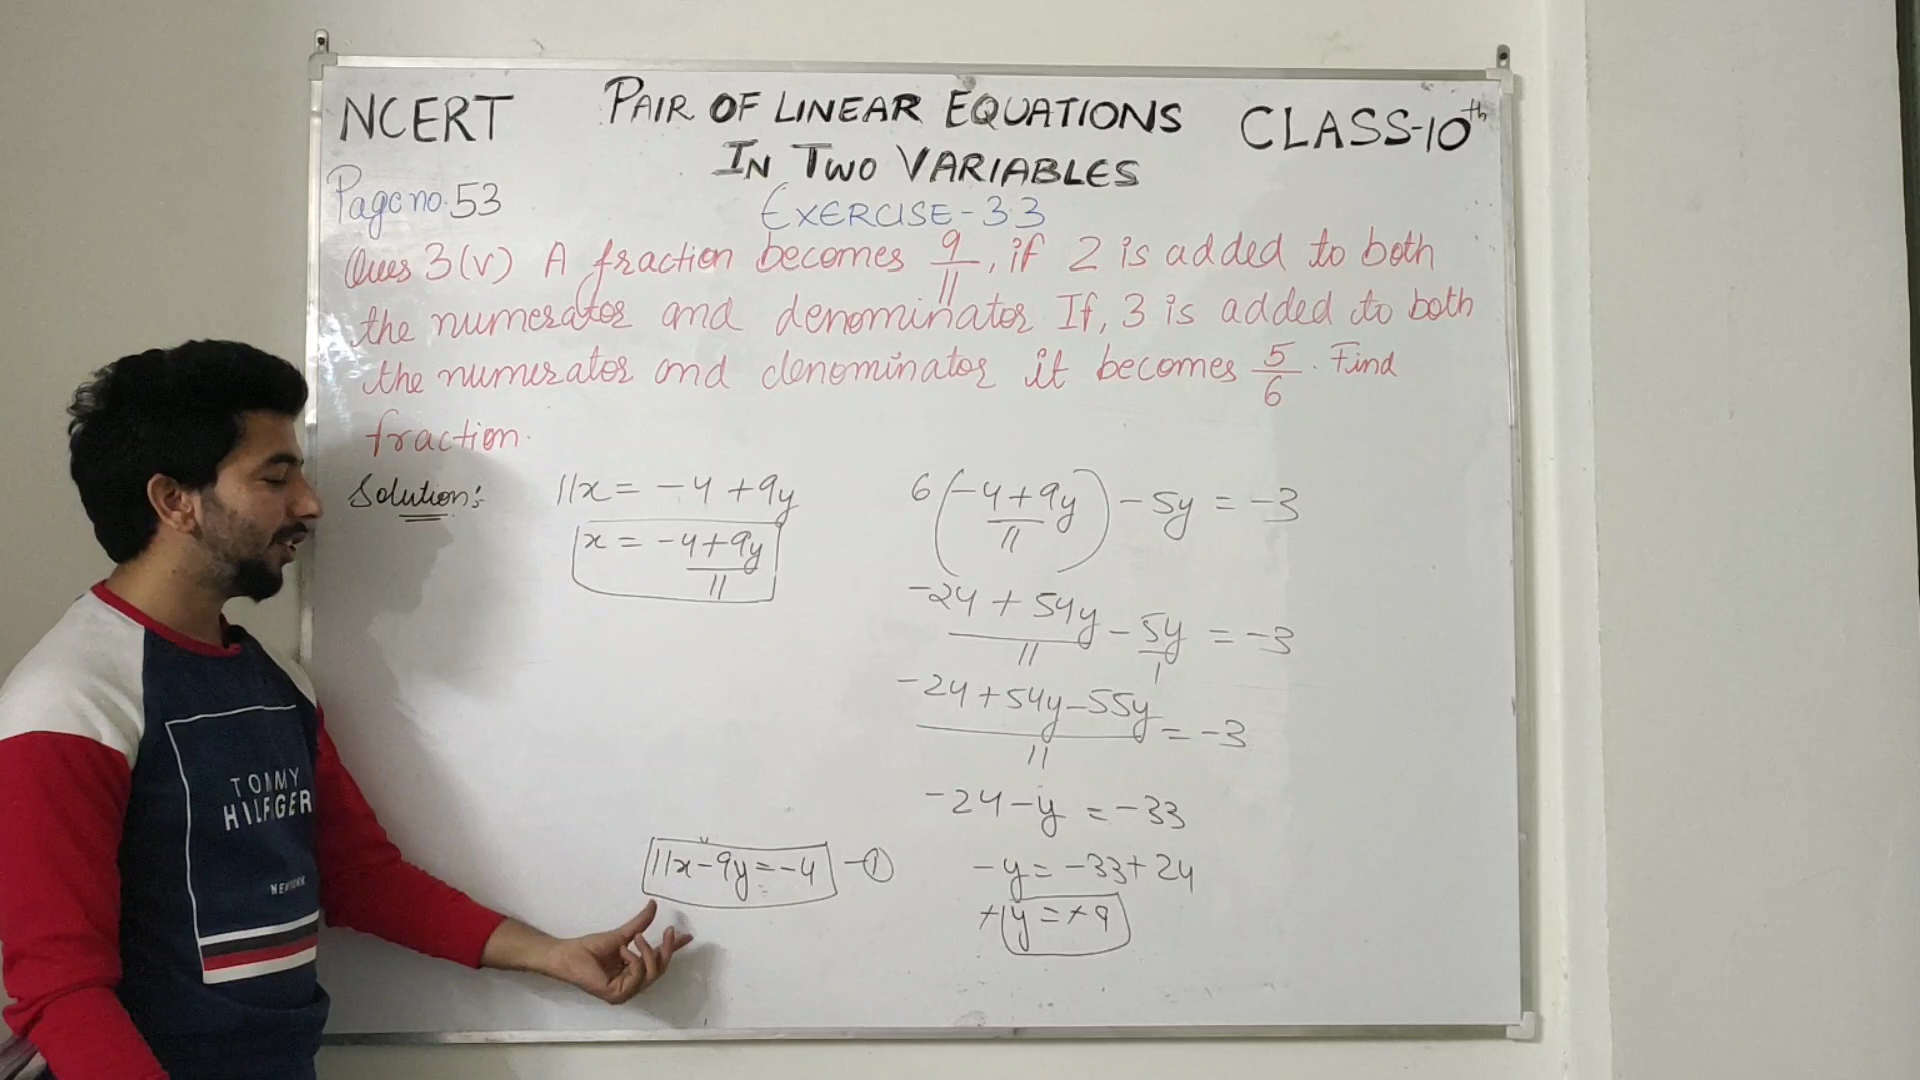 NCERT PAIR OF LINEAR EQUATIONS CLASS-10th
IN TWO VARIABLES
Page no. 53
EXERCISE-3.3
Ques 3(v) A fraction becomes 9/11, if 2 is added to both
the numerator and denominator If, 3 is added to both
the numerator and denominator it becomes 5/6. Find
fraction.
Solution:-
11x = -4 + 9y
x = -4+9y/11
11x-9y=-4 -①
6(-4+9y/11) - 5y = -3
-24 + 54y/11 - 5y/1 = -3
-24+54y-55y/11 = -3
-24-y = -33
-y = -33+24
+y = +9
TOMMY
HILFIGER
NEW YORK